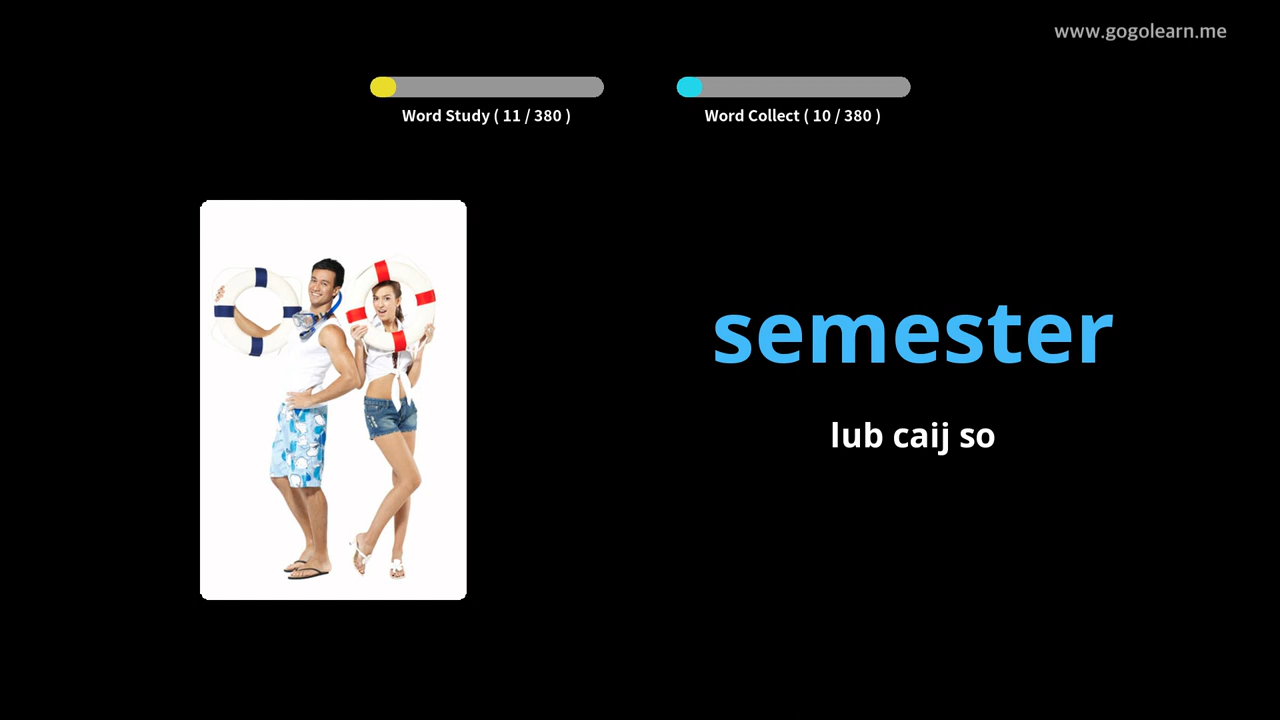 www.gogolearn.me
Word Study ( 11 / 380 )
Word Collect ( 10 / 380 )
semester
lub caij so